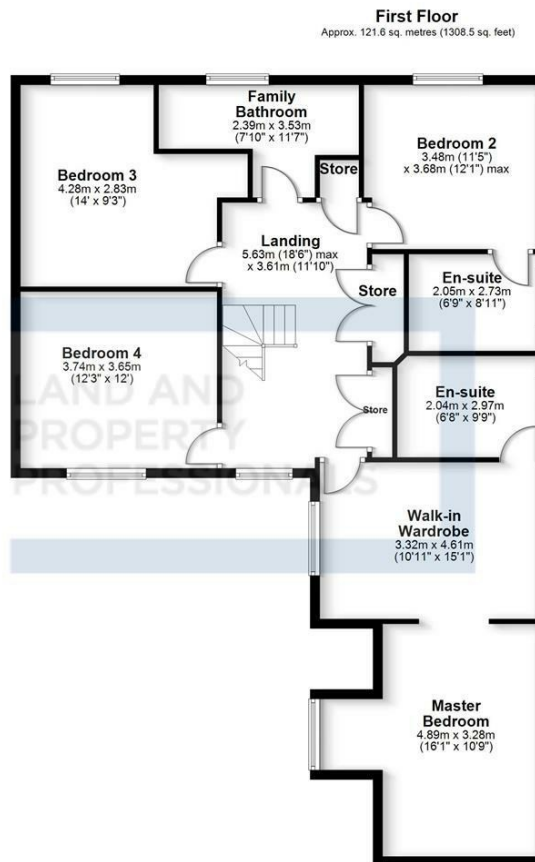 First Floor
Approx. 121.6 sq. metres (1308.5 sq. feet)
Family
Bathroom
2.39m x 3.53m
(7'10" x 11'7")
Bedroom 2
3.48m (11'5")
x 3.68m (12'1") max
Bedroom 3
4.28m x 2.83m
(14' x 9'3")
Store
Landing
5.63m (18'6") max
x 3.61m (11'10")
Store
En-suite
2.05m x 2.73m
(6'9" x 8'11")
Bedroom 4
3.74m x 3.65m
(12'3" x 12')
En-suite
2.04m x 2.97m
(6'8" x 9'9")
Store
LAND AND
PROPERTY
PROFESSIONALS
Walk-in
Wardrobe
3.32m x 4.61m
(10'11" x 15'1")
Master
Bedroom
4.89m x 3.28m
(16'1" x 10'9")